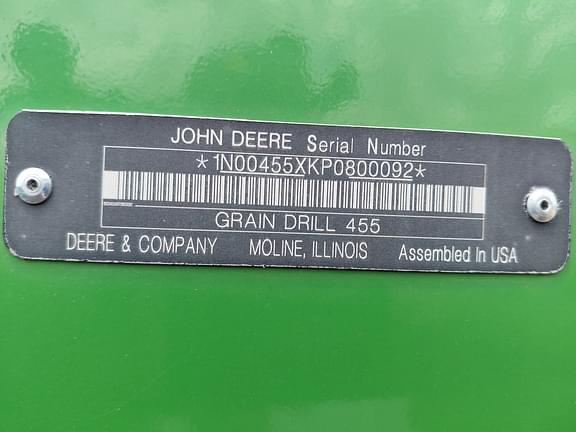 JOHN DEERE Serial Number
*1N00455XKP0800092*
GRAIN DRILL 455
DEERE & COMPANY MOLINE, ILLINOIS Assembled In USA